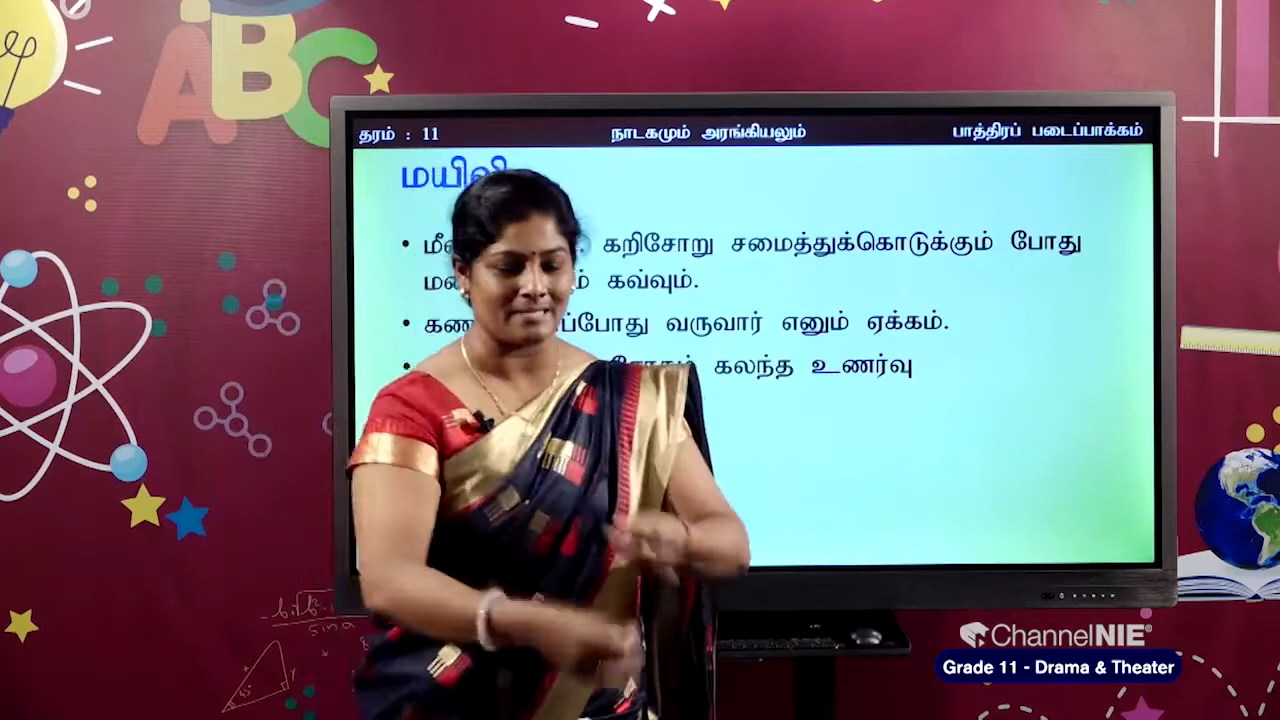 ABC
தரம் : 11 நாடகமும் அரங்கியலும் பாத்திரப் படைப்பாக்கம்
கறிசோறு சமைத்துக்கொடுக்கும் போது
கவ்வும்.
வருவார் எனும் ஏக்கம்.
கலந்த உணர்வு
ChannelNIE
Grade 11 - Drama & Theater